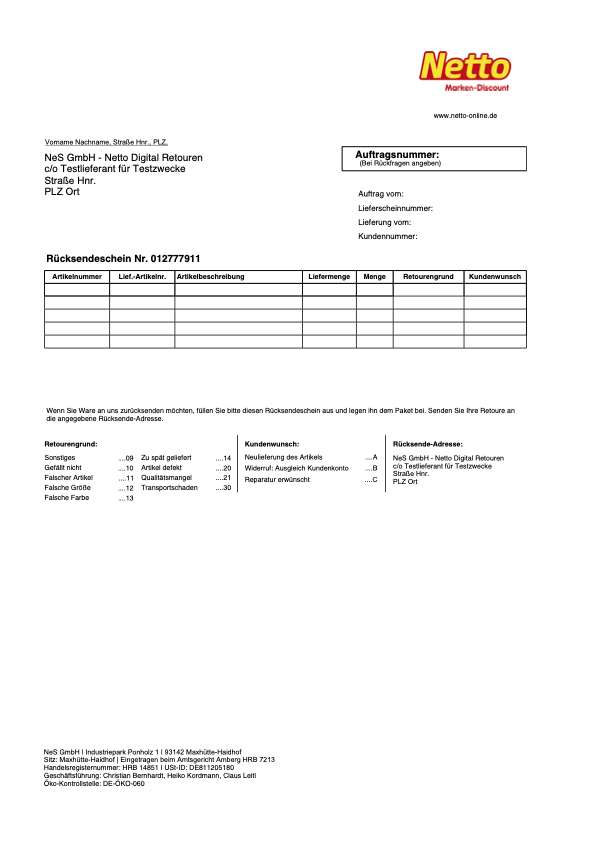 Netto
Marken-Discount
www.netto-online.de
Vorname Nachname, Straße Hnr., PLZ,
NeS GmbH - Netto Digital Retouren
c/o Testlieferant für Testzwecke
Straße Hnr.
PLZ Ort
Auftragsnummer:
(Bei Rückfragen angeben)
Auftrag vom:
Lieferscheinnummer:
Lieferung vom:
Kundennummer:
Rücksendeschein Nr. 012777911
Artikelnummer Lief.-Artikelnr. Artikelbeschreibung Liefermenge Menge Retourengrund Kundenwunsch
Wenn Sie Ware an uns zurücksenden möchten, füllen Sie bitte diesen Rücksendeschein aus und legen ihn dem Paket bei. Senden Sie Ihre Retoure an
die angegebene Rücksende-Adresse.
Retourengrund:
Sonstiges ....09 Zu spät geliefert ....14
Gefällt nicht ....10 Artikel defekt ....20
Falscher Artikel ....11 Qualitätsmangel ....21
Falsche Größe ....12 Transportschaden ....30
Falsche Farbe ....13
Kundenwunsch:
Neulieferung des Artikels ....A
Widerruf: Ausgleich Kundenkonto ....B
Reparatur erwünscht ....C
Rücksende-Adresse:
NeS GmbH - Netto Digital Retouren
c/o Testlieferant für Testzwecke
Straße Hnr.
PLZ Ort
NeS GmbH | Industriepark Ponholz 1 | 93142 Maxhütte-Haidhof
Sitz: Maxhütte-Haidhof | Eingetragen beim Amtsgericht Amberg HRB 7213
Handelsregisternummer: HRB 14851 | USt-ID: DE811205180
Geschäftsführung: Christian Bernhardt, Heiko Kordmann, Claus Leitl
Öko-Kontrollstelle: DE-ÖKO-060